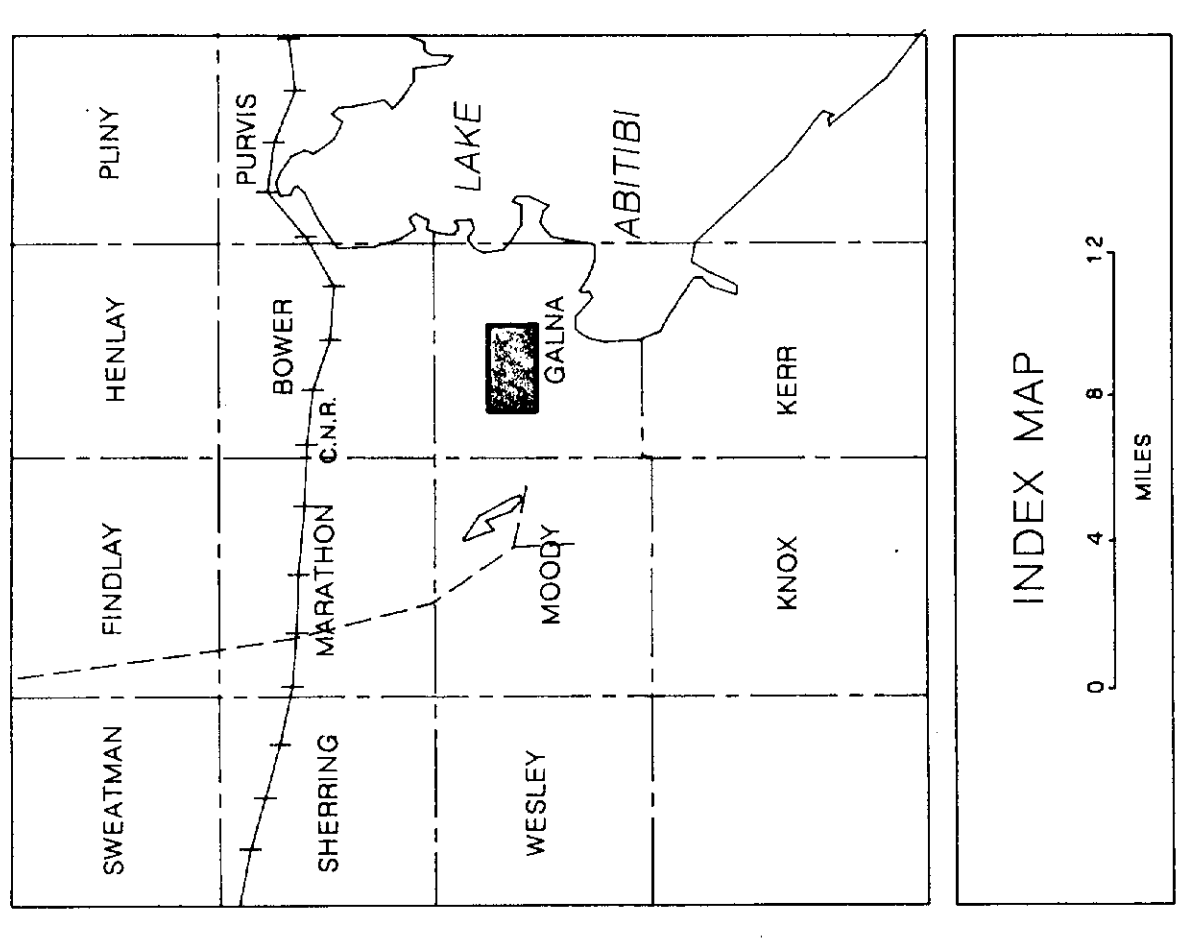 SWEATMAN
FINDLAY
HENLAY
PLINY
SHERRING
MARATHON
C.N.R.
BOWER
PURVIS
WESLEY
MOODY
GALNA
LAKE
ABITIBI
KNOX
KERR
INDEX MAP
0 4 8 12
MILES